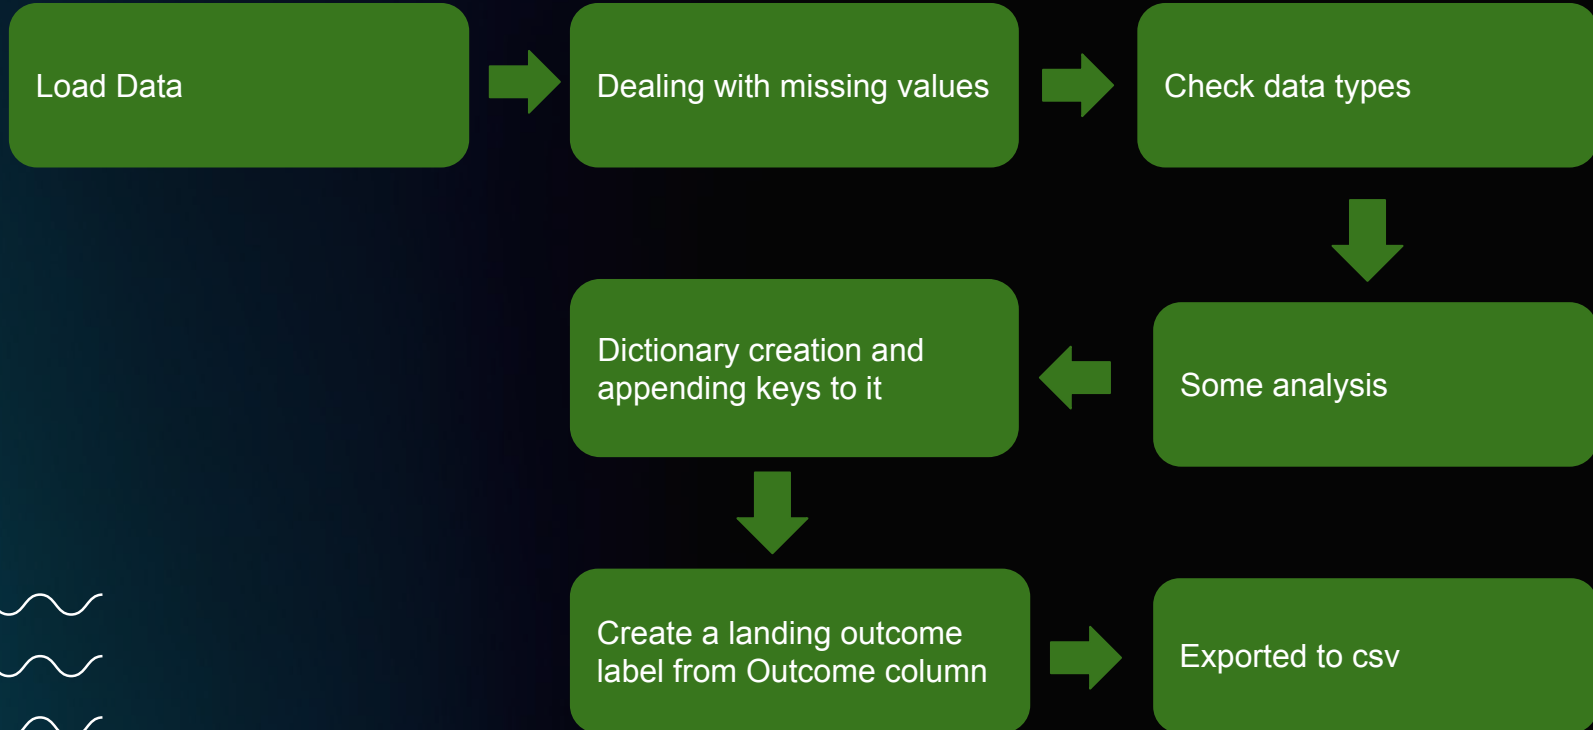 Load Data
Dealing with missing values
Check data types
Some analysis
Dictionary creation and
appending keys to it
Create a landing outcome
label from Outcome column
Exported to csv